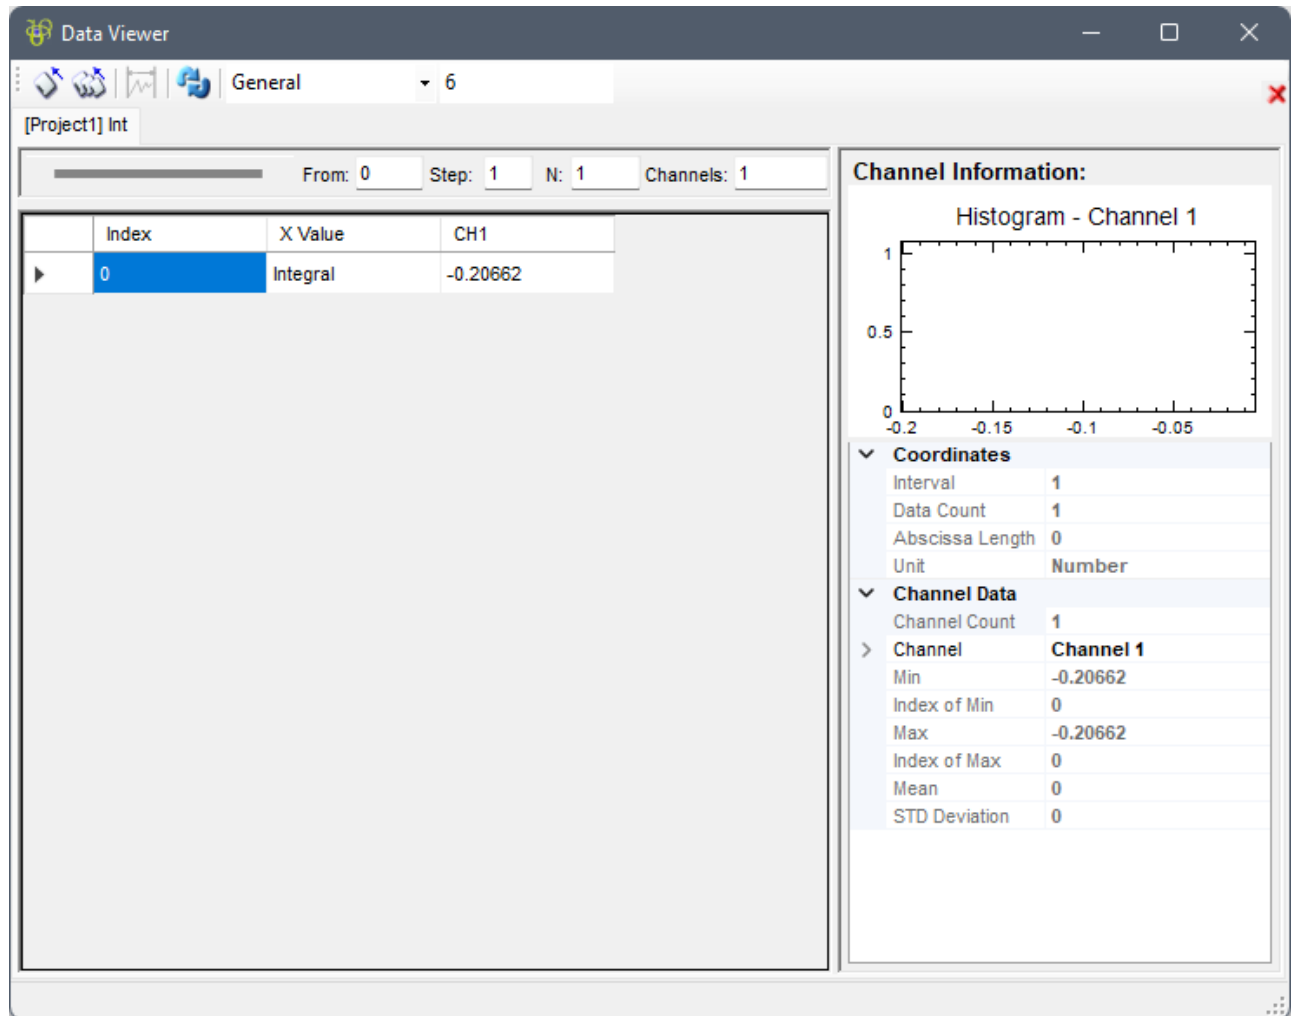 Data Viewer
General 6
[Project1] Int
From: 0 Step: 1 N: 1 Channels: 1
Index X Value CH1
0 Integral -0.20662
Channel Information:
Histogram - Channel 1
1
0.5
0
-0.2 -0.15 -0.1 -0.05
Coordinates
Interval 1
Data Count 1
Abscissa Length 0
Unit Number
Channel Data
Channel Count 1
Channel Channel 1
Min -0.20662
Index of Min 0
Max -0.20662
Index of Max 0
Mean 0
STD Deviation 0